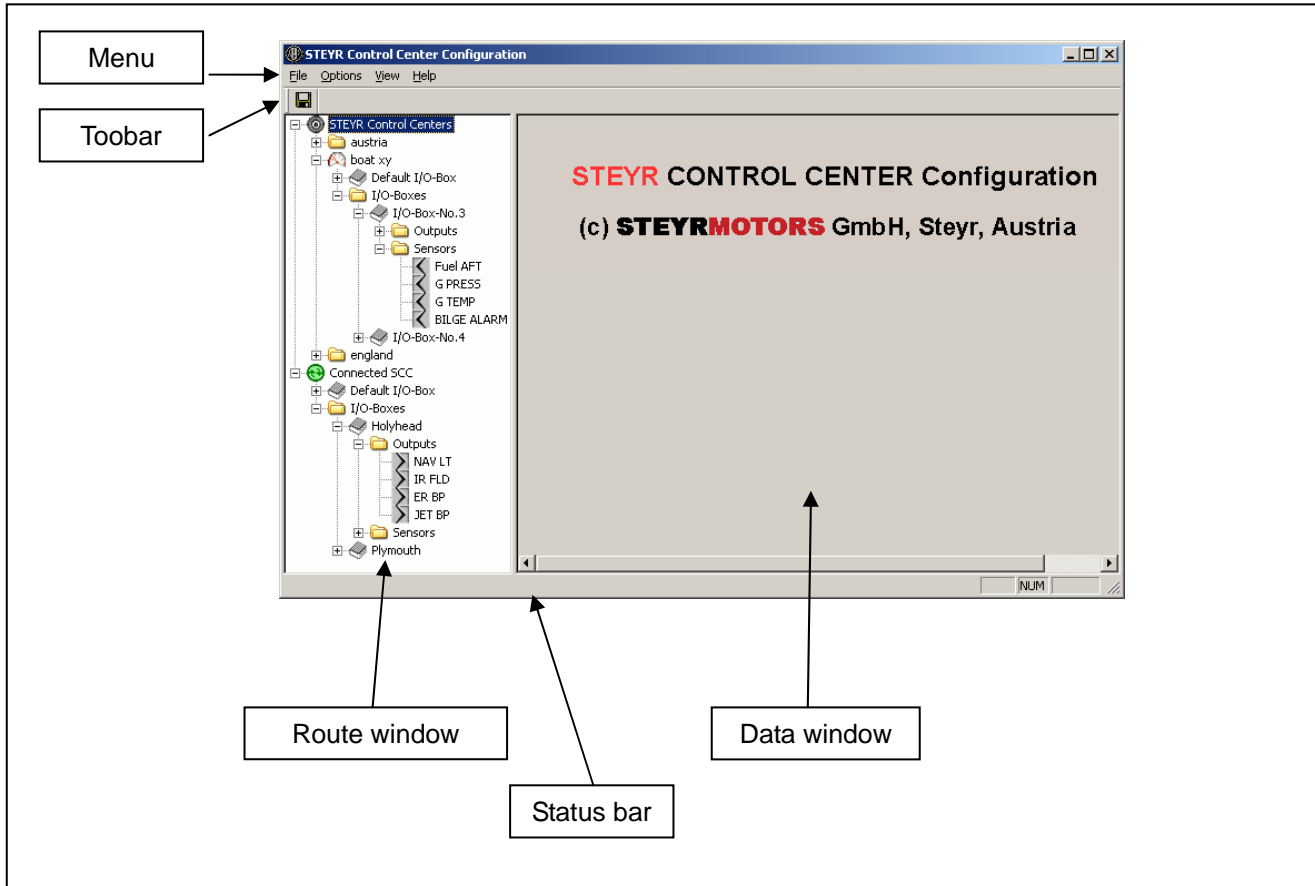 Menu
Toobar
STEYR Control Center Configuration
File Options View Help
STEYR Control Centers
austria
boat xy
Default I/O-Box
I/O-Boxes
I/O-Box-No.3
Outputs
Sensors
Fuel AFT
G PRESS
G TEMP
BILGE ALARM
I/O-Box-No.4
england
Connected SCC
Default I/O-Box
I/O-Boxes
Holyhead
Outputs
NAV LT
IR FLD
ER BP
JET BP
Sensors
Plymouth
STEYR CONTROL CENTER Configuration
(c) STEYRMOTORS GmbH, Steyr, Austria
NUM
Route window
Data window
Status bar